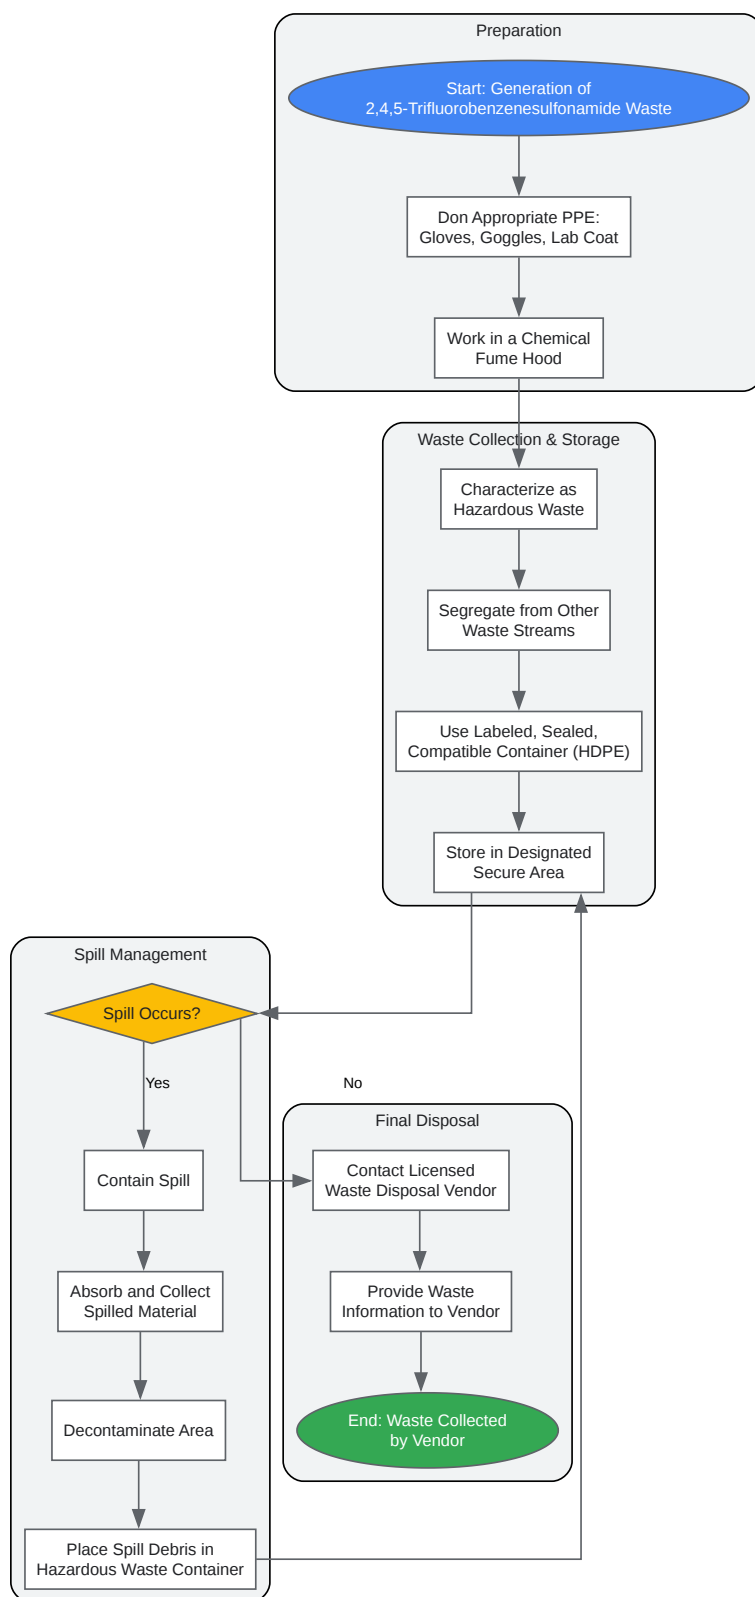 Preparation
Start: Generation of
2,4,5-Trifluorobenzenesulfonamide Waste
Don Appropriate PPE:
Gloves, Goggles, Lab Coat
Work in a Chemical
Fume Hood
Waste Collection & Storage
Characterize as
Hazardous Waste
Segregate from Other
Waste Streams
Use Labeled, Sealed,
Compatible Container (HDPE)
Store in Designated
Secure Area
Spill Management
Spill Occurs?
Yes
No
Contain Spill
Absorb and Collect
Spilled Material
Decontaminate Area
Place Spill Debris in
Hazardous Waste Container
Final Disposal
Contact Licensed
Waste Disposal Vendor
Provide Waste
Information to Vendor
End: Waste Collected
by Vendor